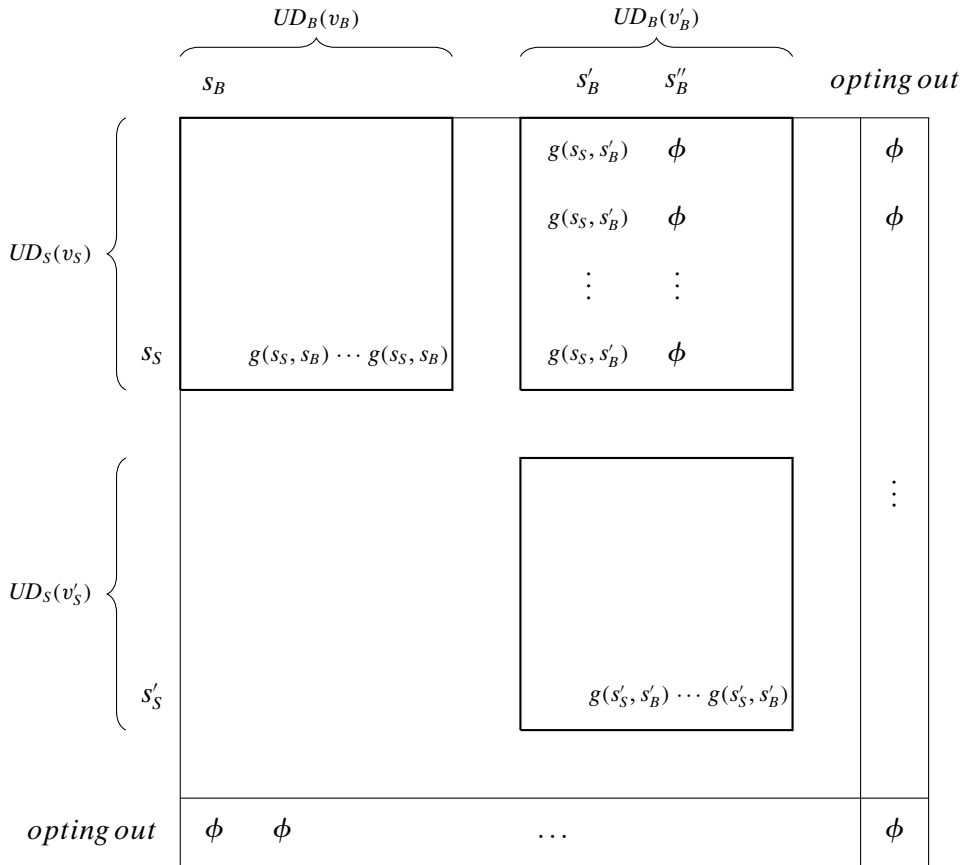 UD_B(v_B) UD_B(v'_B)
s_B s'_B s''_B opting out
g(s_S, s'_B) ϕ ϕ
g(s_S, s'_B) ϕ ϕ
UD_S(v_S)
⋮ ⋮
s_S g(s_S, s_B) ⋯ g(s_S, s_B) g(s_S, s'_B) ϕ
⋮
UD_S(v'_S)
s'_S g(s'_S, s'_B) ⋯ g(s'_S, s'_B)
opting out ϕ ϕ … ϕ